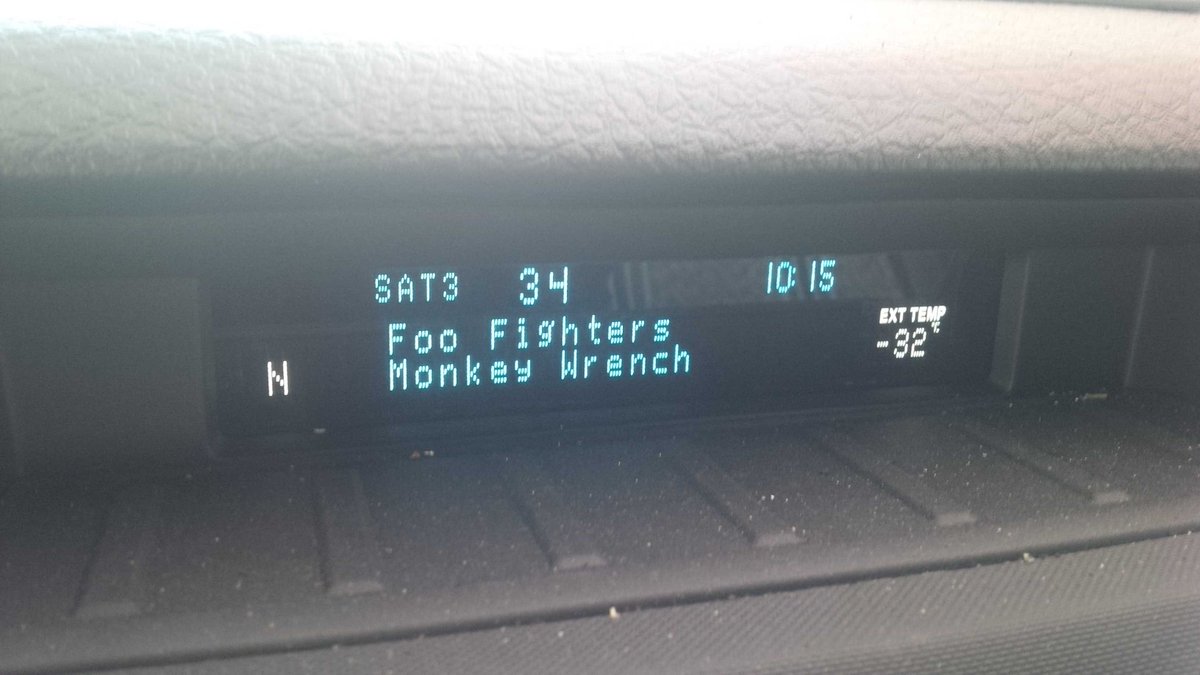 SAT3 34 10:15
Foo Fighters
Monkey Wrench
N
EXT TEMP
-32°C